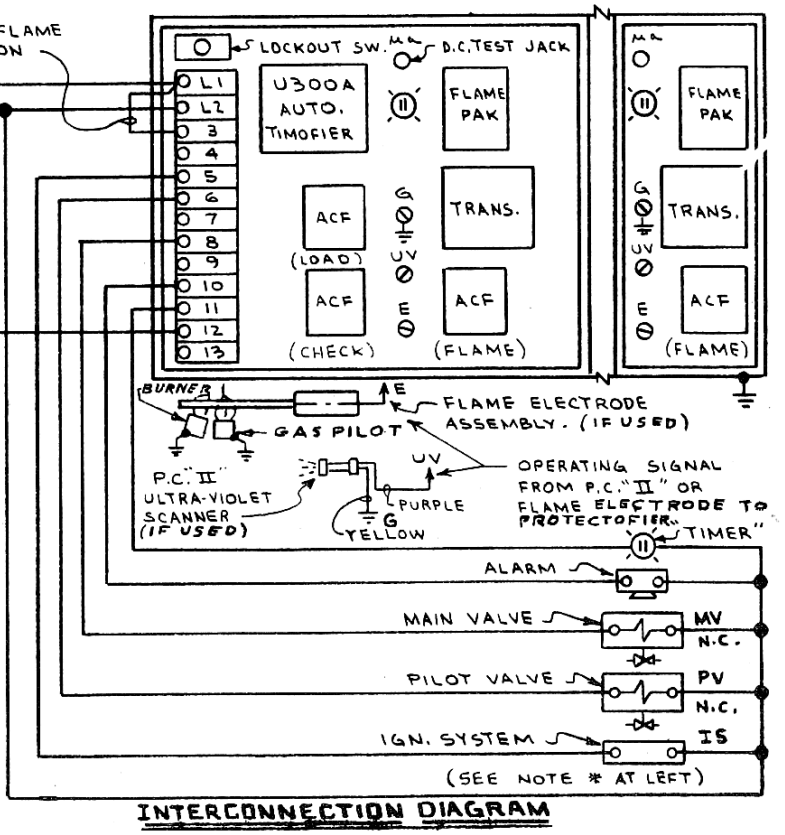 FLAME
ON
LOCKOUT SW.
Ma
D.C. TEST JACK
L1
L2
3
4
5
6
7
8
9
10
11
12
13
U300A
AUTO.
TIMOFIER
FLAME
PAK
G
ACF
(LOAD)
TRANS.
UV
ACF
(CHECK)
E
ACF
(FLAME)
Ma
FLAME
PAK
G
TRANS.
UV
E
ACF
(FLAME)
BURNER
E
FLAME ELECTRODE
ASSEMBLY. (IF USED)
GAS PILOT
P.C. "II"
ULTRA-VIOLET
SCANNER
(IF USED)
UV
PURPLE
G
YELLOW
OPERATING SIGNAL
FROM P.C. "II" OR
FLAME ELECTRODE TO
PROTECTOFIER"
TIMER"
ALARM
MAIN VALVE
MV
N.C.
PILOT VALVE
PV
N.C.
IGN. SYSTEM
IS
(SEE NOTE * AT LEFT)
INTERCONNECTION DIAGRAM